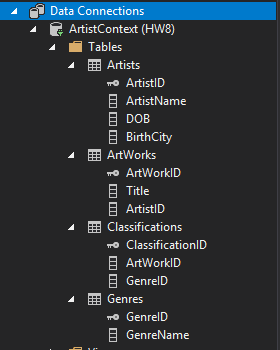 Data Connections
ArtistContext (HW8)
Tables
Artists
ArtistID
ArtistName
DOB
BirthCity
ArtWorks
ArtWorkID
Title
ArtistID
Classifications
ClassificationID
ArtWorkID
GenreID
Genres
GenreID
GenreName